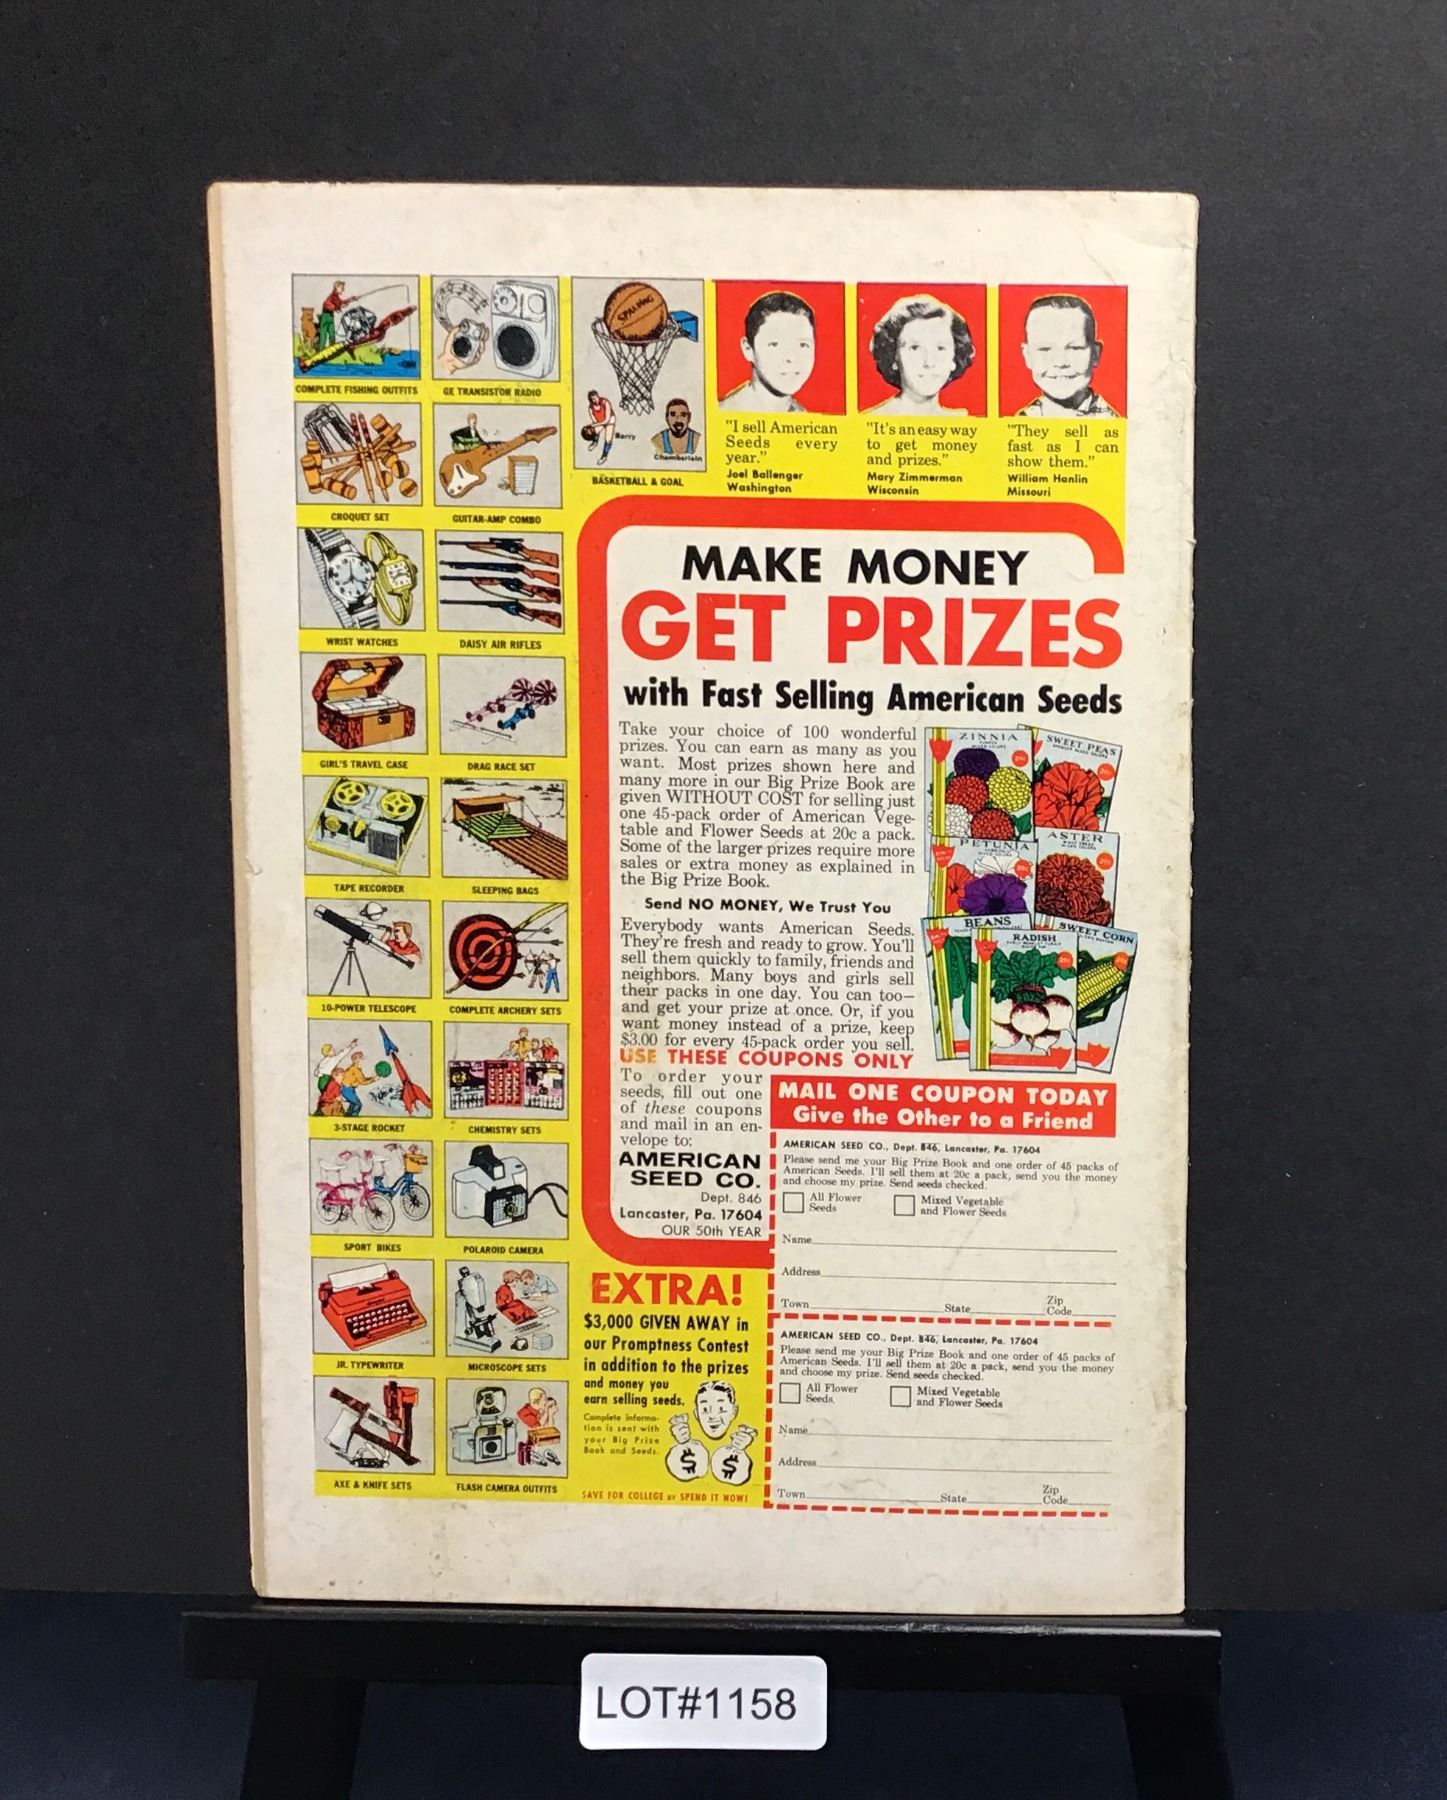 COMPLETE FISHING OUTFITS
GE TRANSISTOR RADIO
SPALDING
Barry
Chamberlain
BASKETBALL & GOAL
CROQUET SET
GUITAR-AMP COMBO
WRIST WATCHES
DAISY AIR RIFLES
GIRL'S TRAVEL CASE
DRAG RACE SET
TAPE RECORDER
SLEEPING BAGS
10-POWER TELESCOPE
COMPLETE ARCHERY SETS
3-STAGE ROCKET
CHEMISTRY SETS
SPORT BIKES
POLAROID CAMERA
JR. TYPEWRITER
MICROSCOPE SETS
AXE & KNIFE SETS
FLASH CAMERA OUTFITS
"I sell American
Seeds every
year."
Joel Ballenger
Washington
"It's an easy way
to get money
and prizes."
Mary Zimmerman
Wisconsin
"They sell as
fast as I can
show them."
William Hanlin
Missouri
MAKE MONEY
GET PRIZES
with Fast Selling American Seeds
Take your choice of 100 wonderful
prizes. You can earn as many as you
want. Most prizes shown here and
many more in our Big Prize Book are
given WITHOUT COST for selling just
one 45-pack order of American Vege-
table and Flower Seeds at 20c a pack.
Some of the larger prizes require more
sales or extra money as explained in
the Big Prize Book.
Send NO MONEY, We Trust You
Everybody wants American Seeds.
They're fresh and ready to grow. You'll
sell them quickly to family, friends and
neighbors. Many boys and girls sell
their packs in one day. You can too—
and get your prize at once. Or, if you
want money instead of a prize, keep
$3.00 for every 45-pack order you sell.
ZINNIA
20c
SWEET PEAS
20c
PETUNIA
20c
ASTER
20c
BEANS
RADISH
20c
SWEET CORN
20c
USE THESE COUPONS ONLY
To order your
seeds, fill out one
of these coupons
and mail in an en-
velope to:
AMERICAN
SEED CO.
Dept. 846
Lancaster, Pa. 17604
OUR 50th YEAR
MAIL ONE COUPON TODAY
Give the Other to a Friend
AMERICAN SEED CO., Dept. 846, Lancaster, Pa. 17604
Please send me your Big Prize Book and one order of 45 packs of
American Seeds. I'll sell them at 20c a pack, send you the money
and choose my prize. Send seeds checked.
All Flower
Seeds
Mixed Vegetable
and Flower Seeds
Name
Address
Town State Zip
Code
AMERICAN SEED CO., Dept. 846, Lancaster, Pa. 17604
Please send me your Big Prize Book and one order of 45 packs of
American Seeds. I'll sell them at 20c a pack, send you the money
and choose my prize. Send seeds checked.
All Flower
Seeds.
Mixed Vegetable
and Flower Seeds
Name
Address
Town State Zip
Code
EXTRA!
$3,000 GIVEN AWAY in
our Promptness Contest
in addition to the prizes
and money you
earn selling seeds.
Complete informa-
tion is sent with
your Big Prize
Book and Seeds.
$ $
SAVE FOR COLLEGE or SPEND IT NOW!
LOT#1158